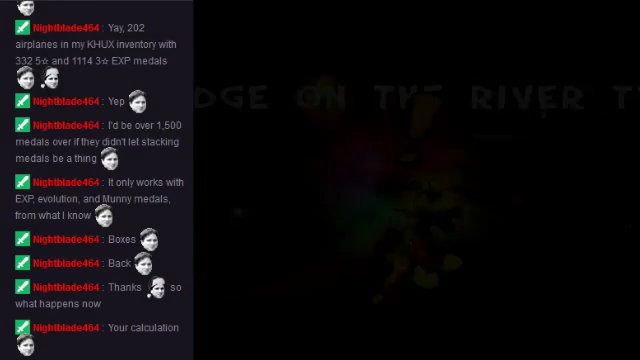 Nightblade464 : Yay, 202
airplanes in my KHUX inventory with
332 5☆ and 1114 3☆ EXP medals
Nightblade464 : Yep
Nightblade464 : I'd be over 1,500
medals over if they didn't let stacking
medals be a thing
Nightblade464 : It only works with
EXP, evolution, and Munny medals,
from what I know
Nightblade464 : Boxes
Nightblade464 : Back
Nightblade464 : Thanks so
what happens now
Nightblade464 : Your calculation
DGE ON THE RIVER T